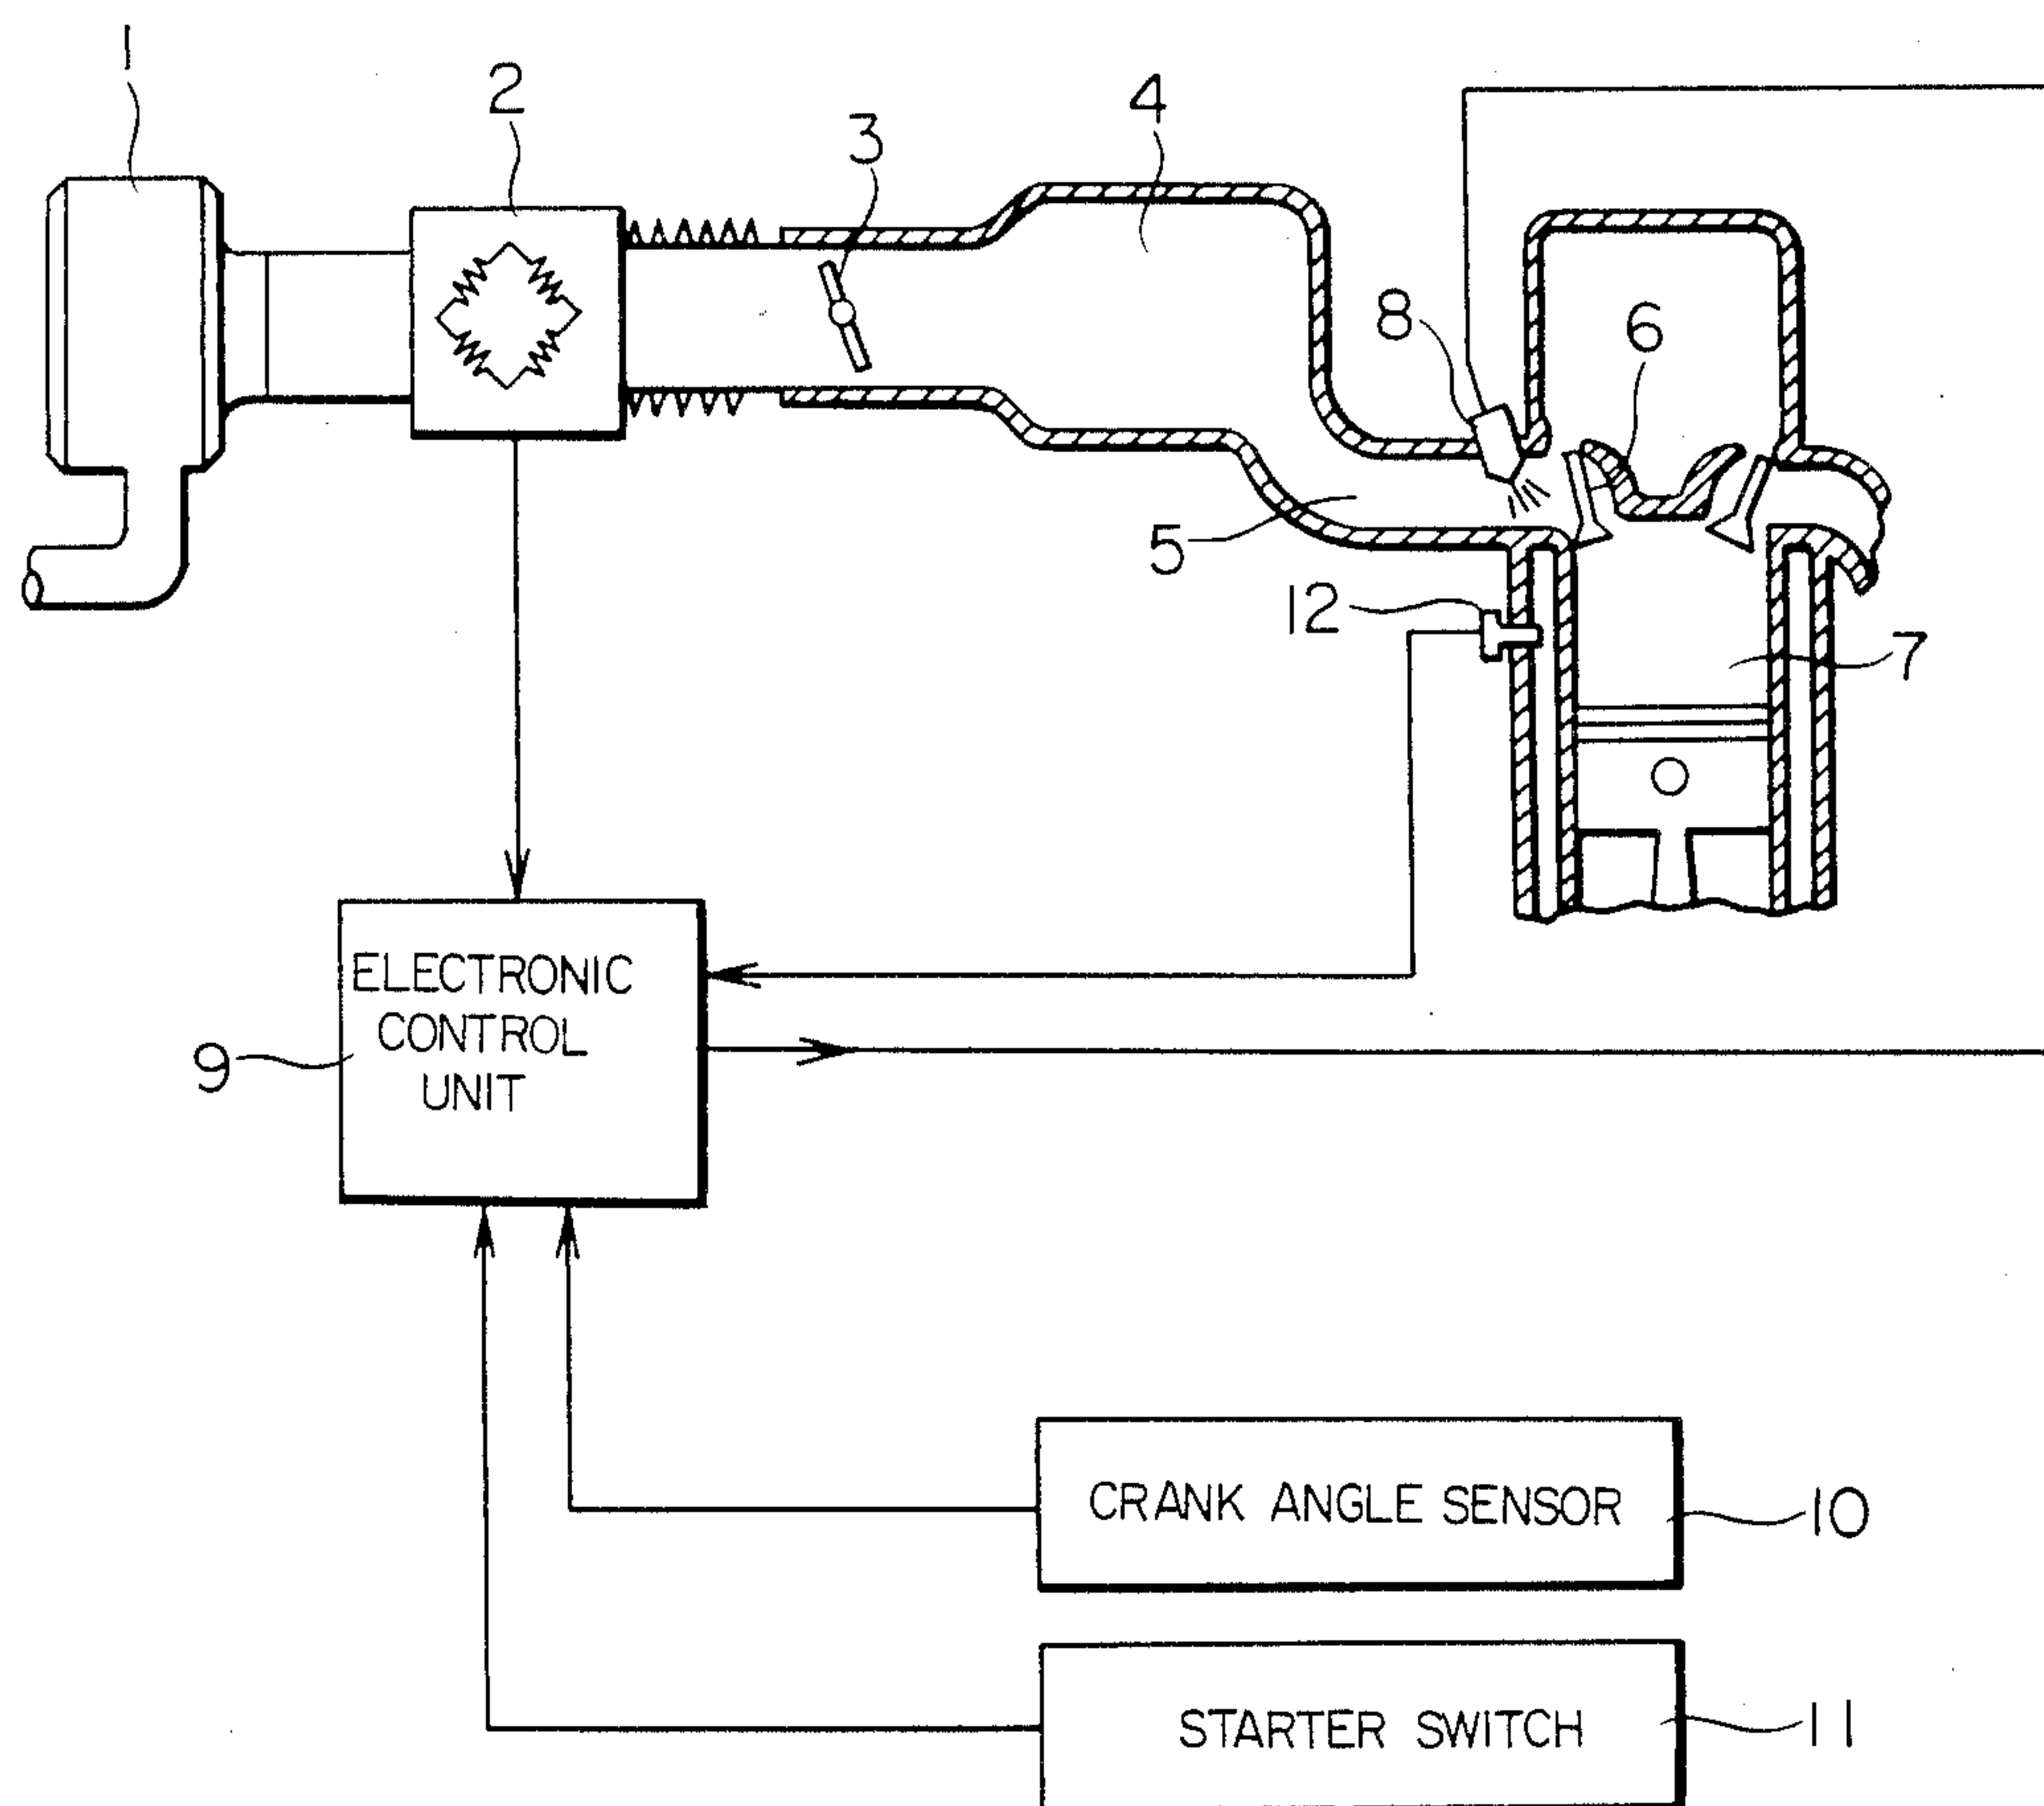 1
2
3
4
8
6
5
12
7
ELECTRONIC
CONTROL
UNIT
9
CRANK ANGLE SENSOR
10
STARTER SWITCH
11